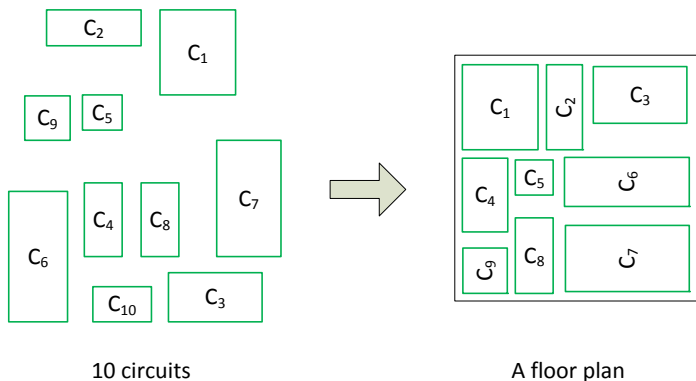 C₂
C₁
C₉
C₅
C₇
C₄
C₈
C₆
C₁₀
C₃
10 circuits
C₁
C₂
C₃
C₄
C₅
C₆
C₉
C₈
C₇
A floor plan